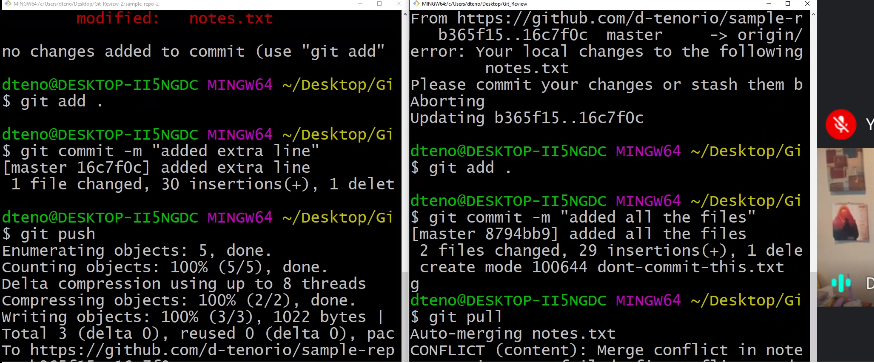 MINGW64:/c/Users/dteno/Desktop/Git-Review-2/sample-repo-1
modified: notes.txt
no changes added to commit (use "git add"
dteno@DESKTOP-II5NGDC MINGW64 ~/Desktop/Gi
$ git add .
dteno@DESKTOP-II5NGDC MINGW64 ~/Desktop/Gi
$ git commit -m "added extra line"
[master 16c7f0c] added extra line
1 file changed, 30 insertions(+), 1 delet
dteno@DESKTOP-II5NGDC MINGW64 ~/Desktop/Gi
$ git push
Enumerating objects: 5, done.
Counting objects: 100% (5/5), done.
Delta compression using up to 8 threads
Compressing objects: 100% (2/2), done.
Writing objects: 100% (3/3), 1022 bytes |
Total 3 (delta 0), reused 0 (delta 0), pac
To https://github.com/d-tenorio/sample-rep
MINGW64:/c/Users/dteno/Desktop/Git_Review
From https://github.com/d-tenorio/sample-r
b365f15..16c7f0c master -> origin/
error: Your local changes to the following
notes.txt
Please commit your changes or stash them b
Aborting
Updating b365f15..16c7f0c
dteno@DESKTOP-II5NGDC MINGW64 ~/Desktop/Gi
$ git add .
dteno@DESKTOP-II5NGDC MINGW64 ~/Desktop/Gi
$ git commit -m "added all the files"
[master 8794bb9] added all the files
2 files changed, 29 insertions(+), 1 dele
create mode 100644 dont-commit-this.txt
g
dteno@DESKTOP-II5NGDC MINGW64 ~/Desktop/Gi
$ git pull
Auto-merging notes.txt
CONFLICT (content): Merge conflict in note
Y
D